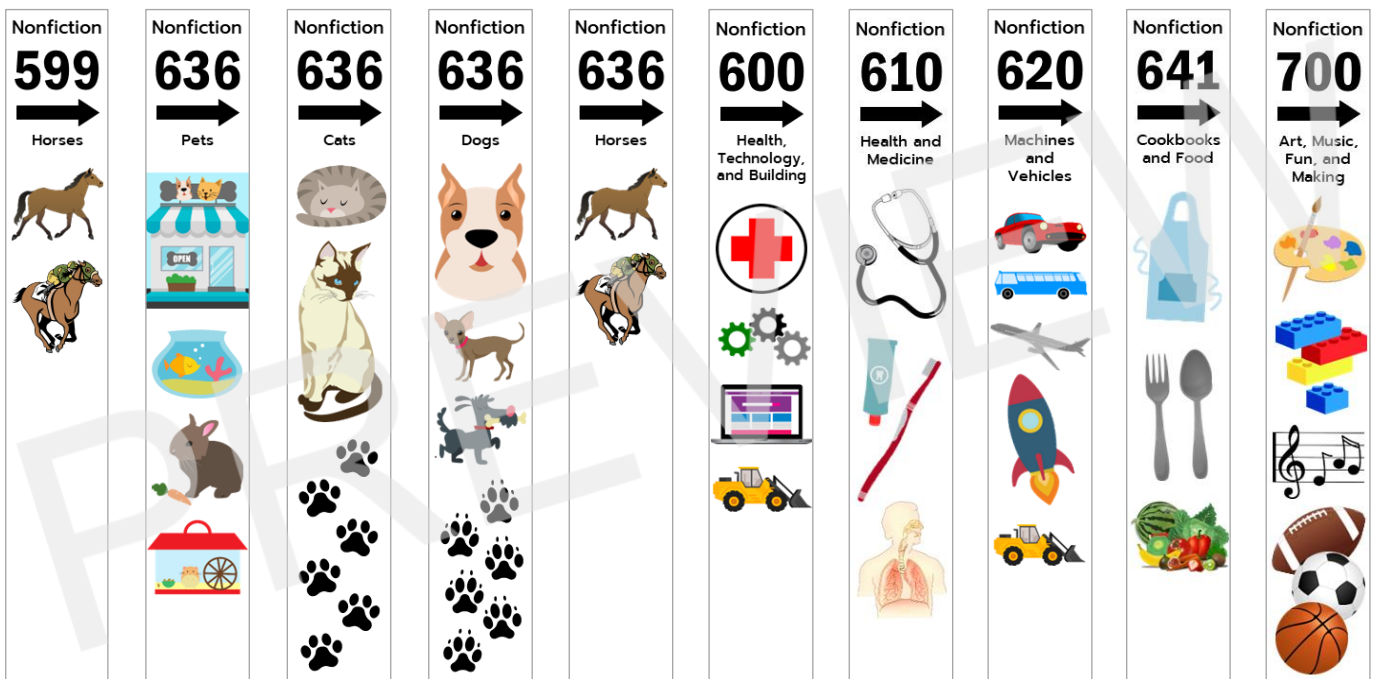 Nonfiction
599
Horses
Nonfiction
636
Pets
OPEN
Nonfiction
636
Cats
Nonfiction
636
Dogs
Nonfiction
636
Horses
Nonfiction
600
Health,
Technology,
and Building
Nonfiction
610
Health and
Medicine
Nonfiction
620
Machines
and
Vehicles
Nonfiction
641
Cookbooks
and Food
Nonfiction
700
Art, Music,
Fun, and
Making
PREVIEW